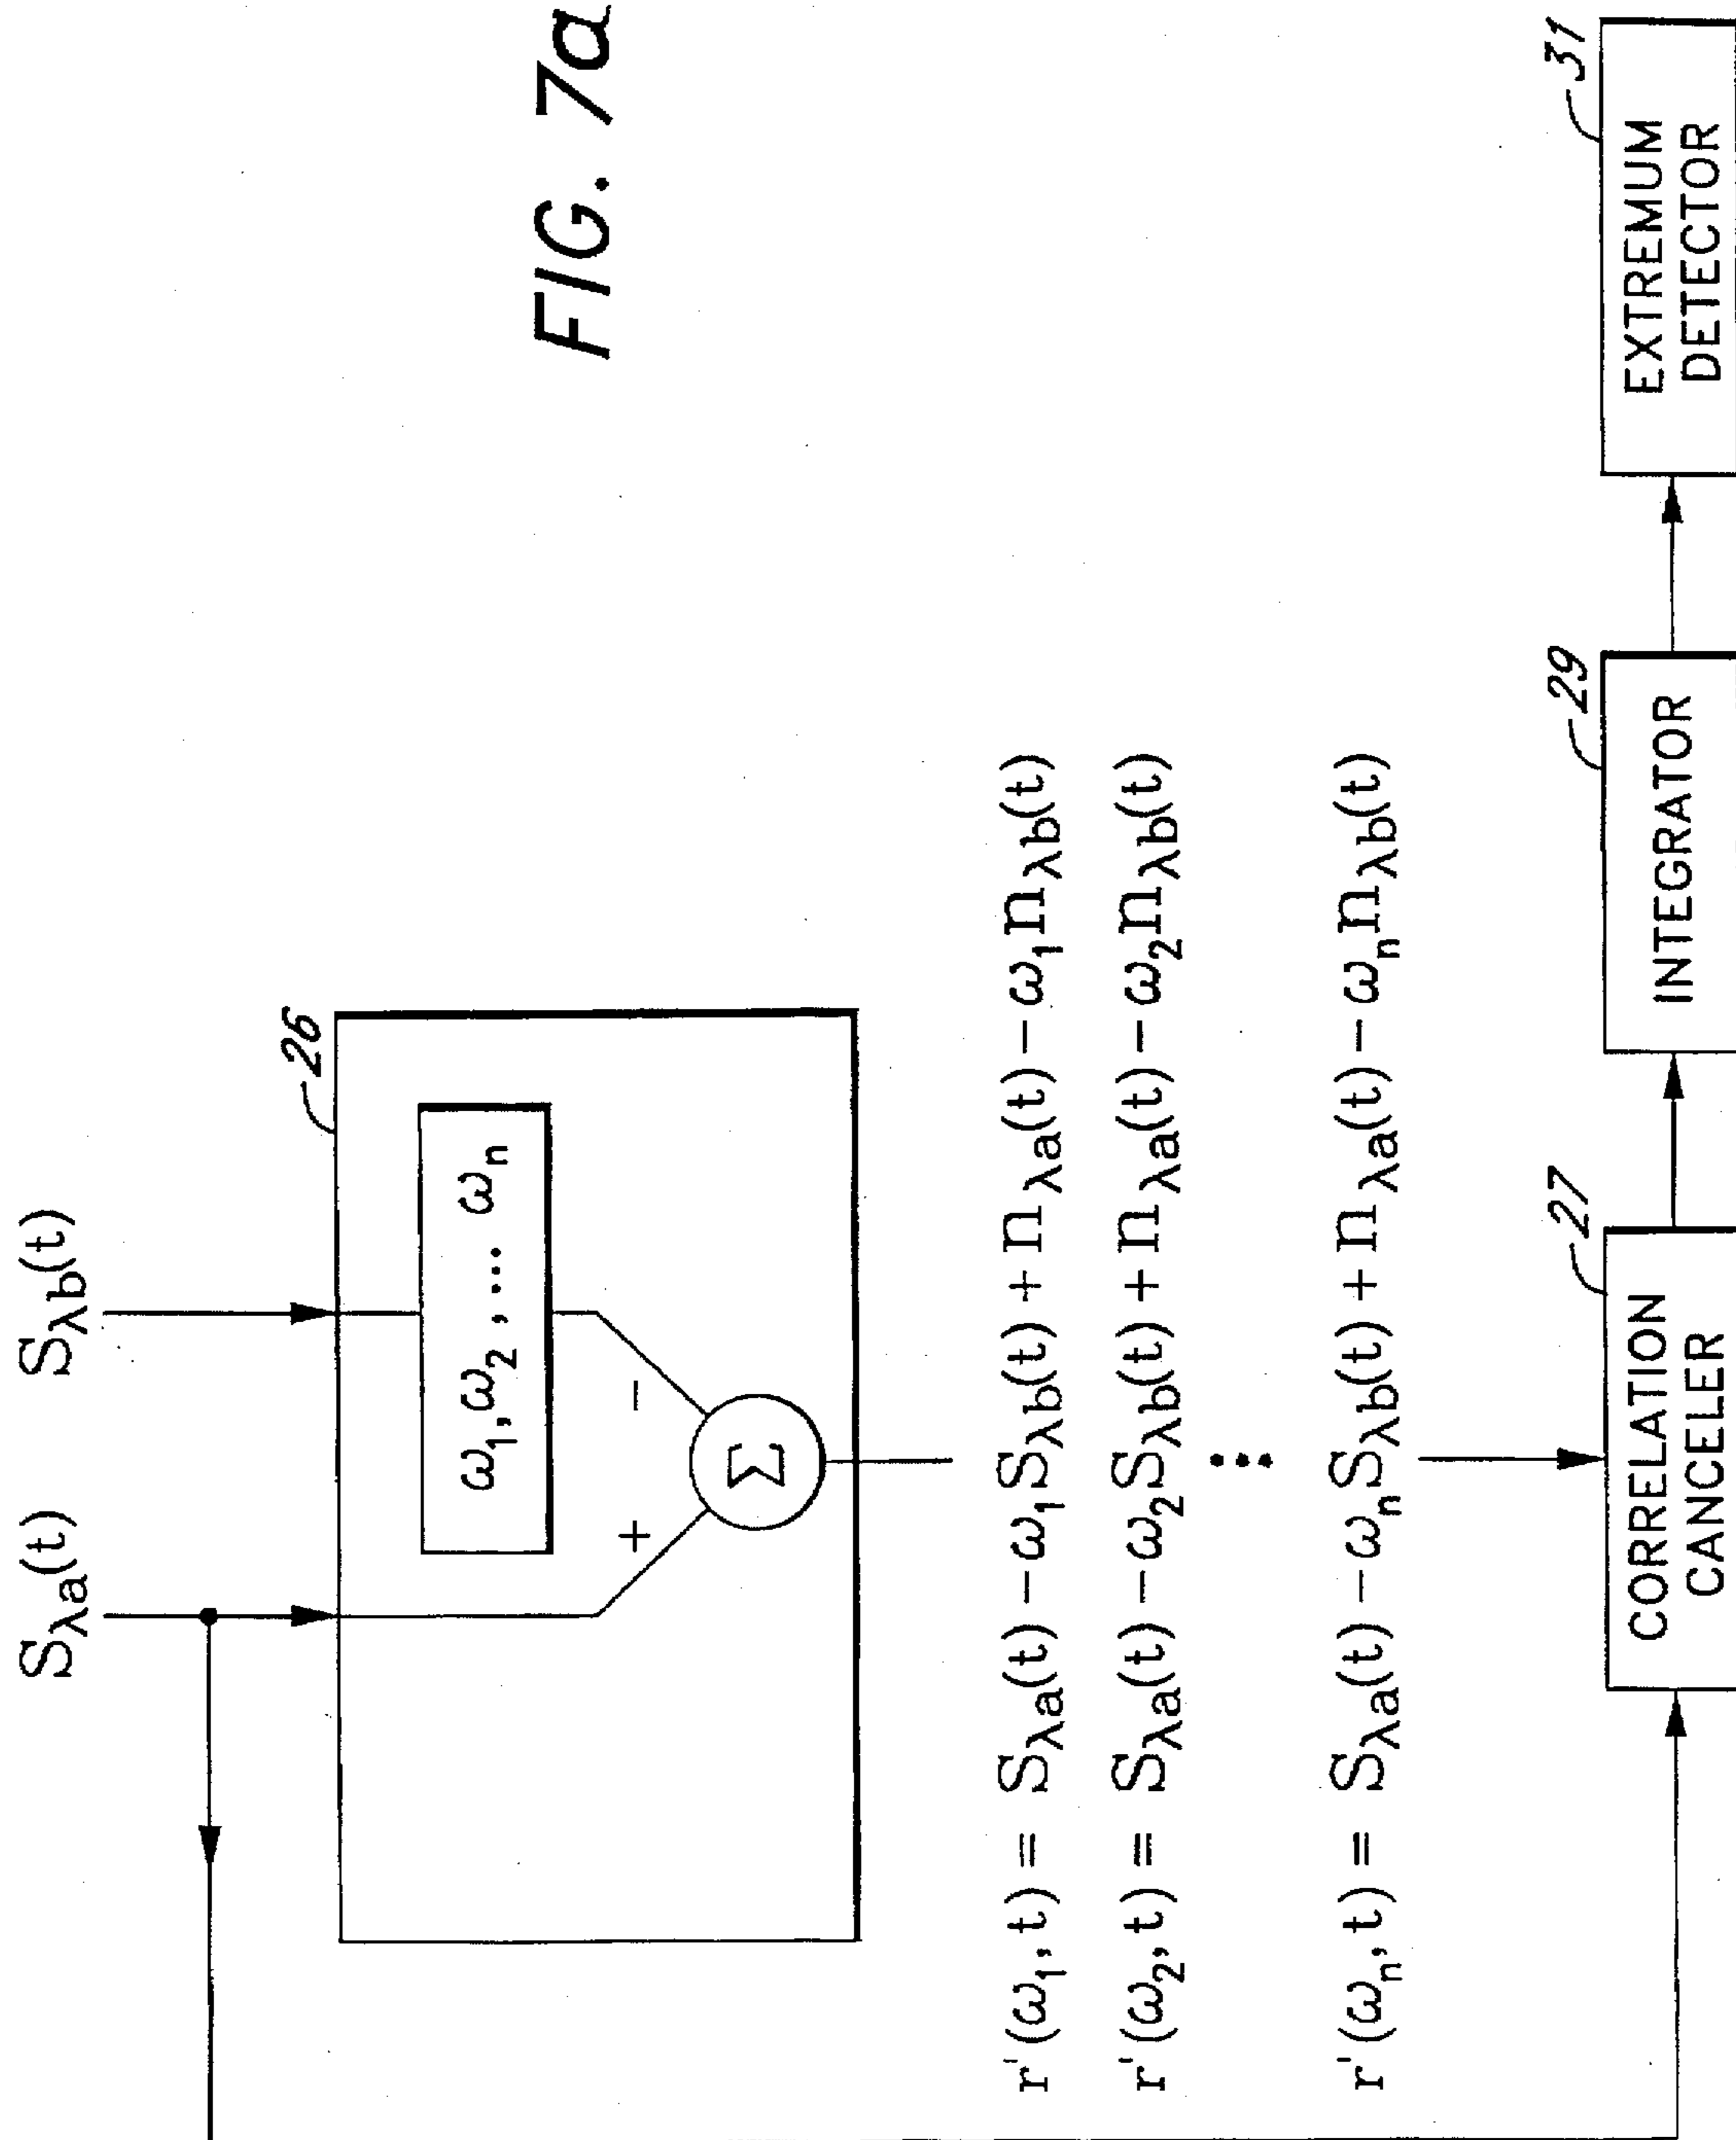 FIG. 7a
Sλa(t) Sλb(t)
26
ω1, ω2, ... ωn
+ −
Σ
r'(ω1, t) = Sλa(t) − ω1Sλb(t) + nλa(t) − ω1nλb(t)
r'(ω2, t) = Sλa(t) − ω2Sλb(t) + nλa(t) − ω2nλb(t)
⋮
r'(ωn, t) = Sλa(t) − ωnSλb(t) + nλa(t) − ωnnλb(t)
27
CORRELATION
CANCELER
29
INTEGRATOR
31
EXTREMUM
DETECTOR